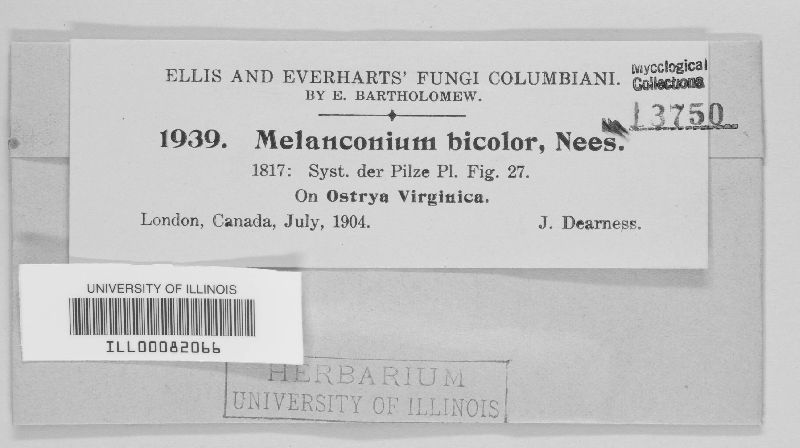 ELLIS AND EVERHARTS' FUNGI COLUMBIANI.
BY E. BARTHOLOMEW.
Mycological
Collections
No. 13750
1939. Melanconium bicolor, Nees.
1817: Syst. der Pilze Pl. Fig. 27.
On Ostrya Virginica.
London, Canada, July, 1904. J. Dearness.
UNIVERSITY OF ILLINOIS
ILL00082066
HERBARIUM
UNIVERSITY OF ILLINOIS